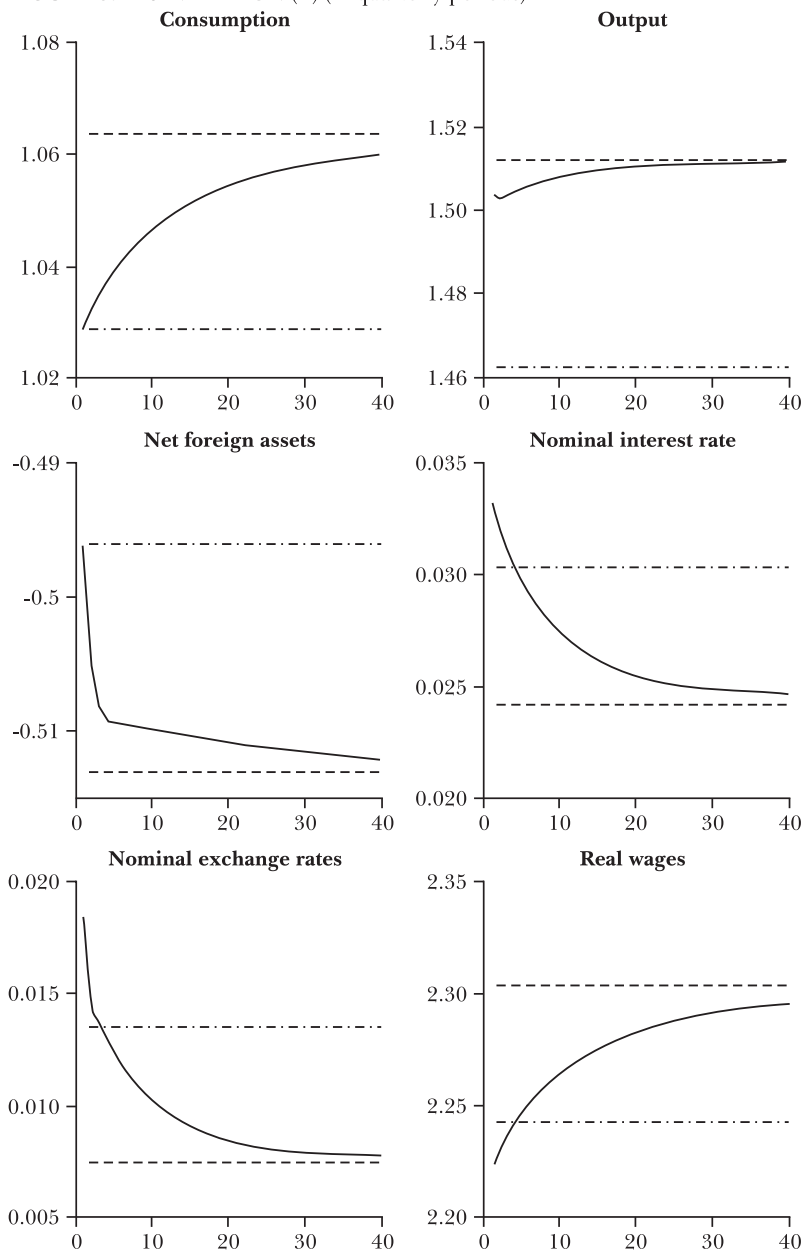 Consumption
1.08
1.06
1.04
1.02
0 10 20 30 40
Output
1.54
1.52
1.50
1.48
1.46
0 10 20 30 40
Net foreign assets
-0.49
-0.5
-0.51
0 10 20 30 40
Nominal interest rate
0.035
0.030
0.025
0.020
0 10 20 30 40
Nominal exchange rates
0.020
0.015
0.010
0.005
0 10 20 30 40
Real wages
2.35
2.30
2.25
2.20
0 10 20 30 40